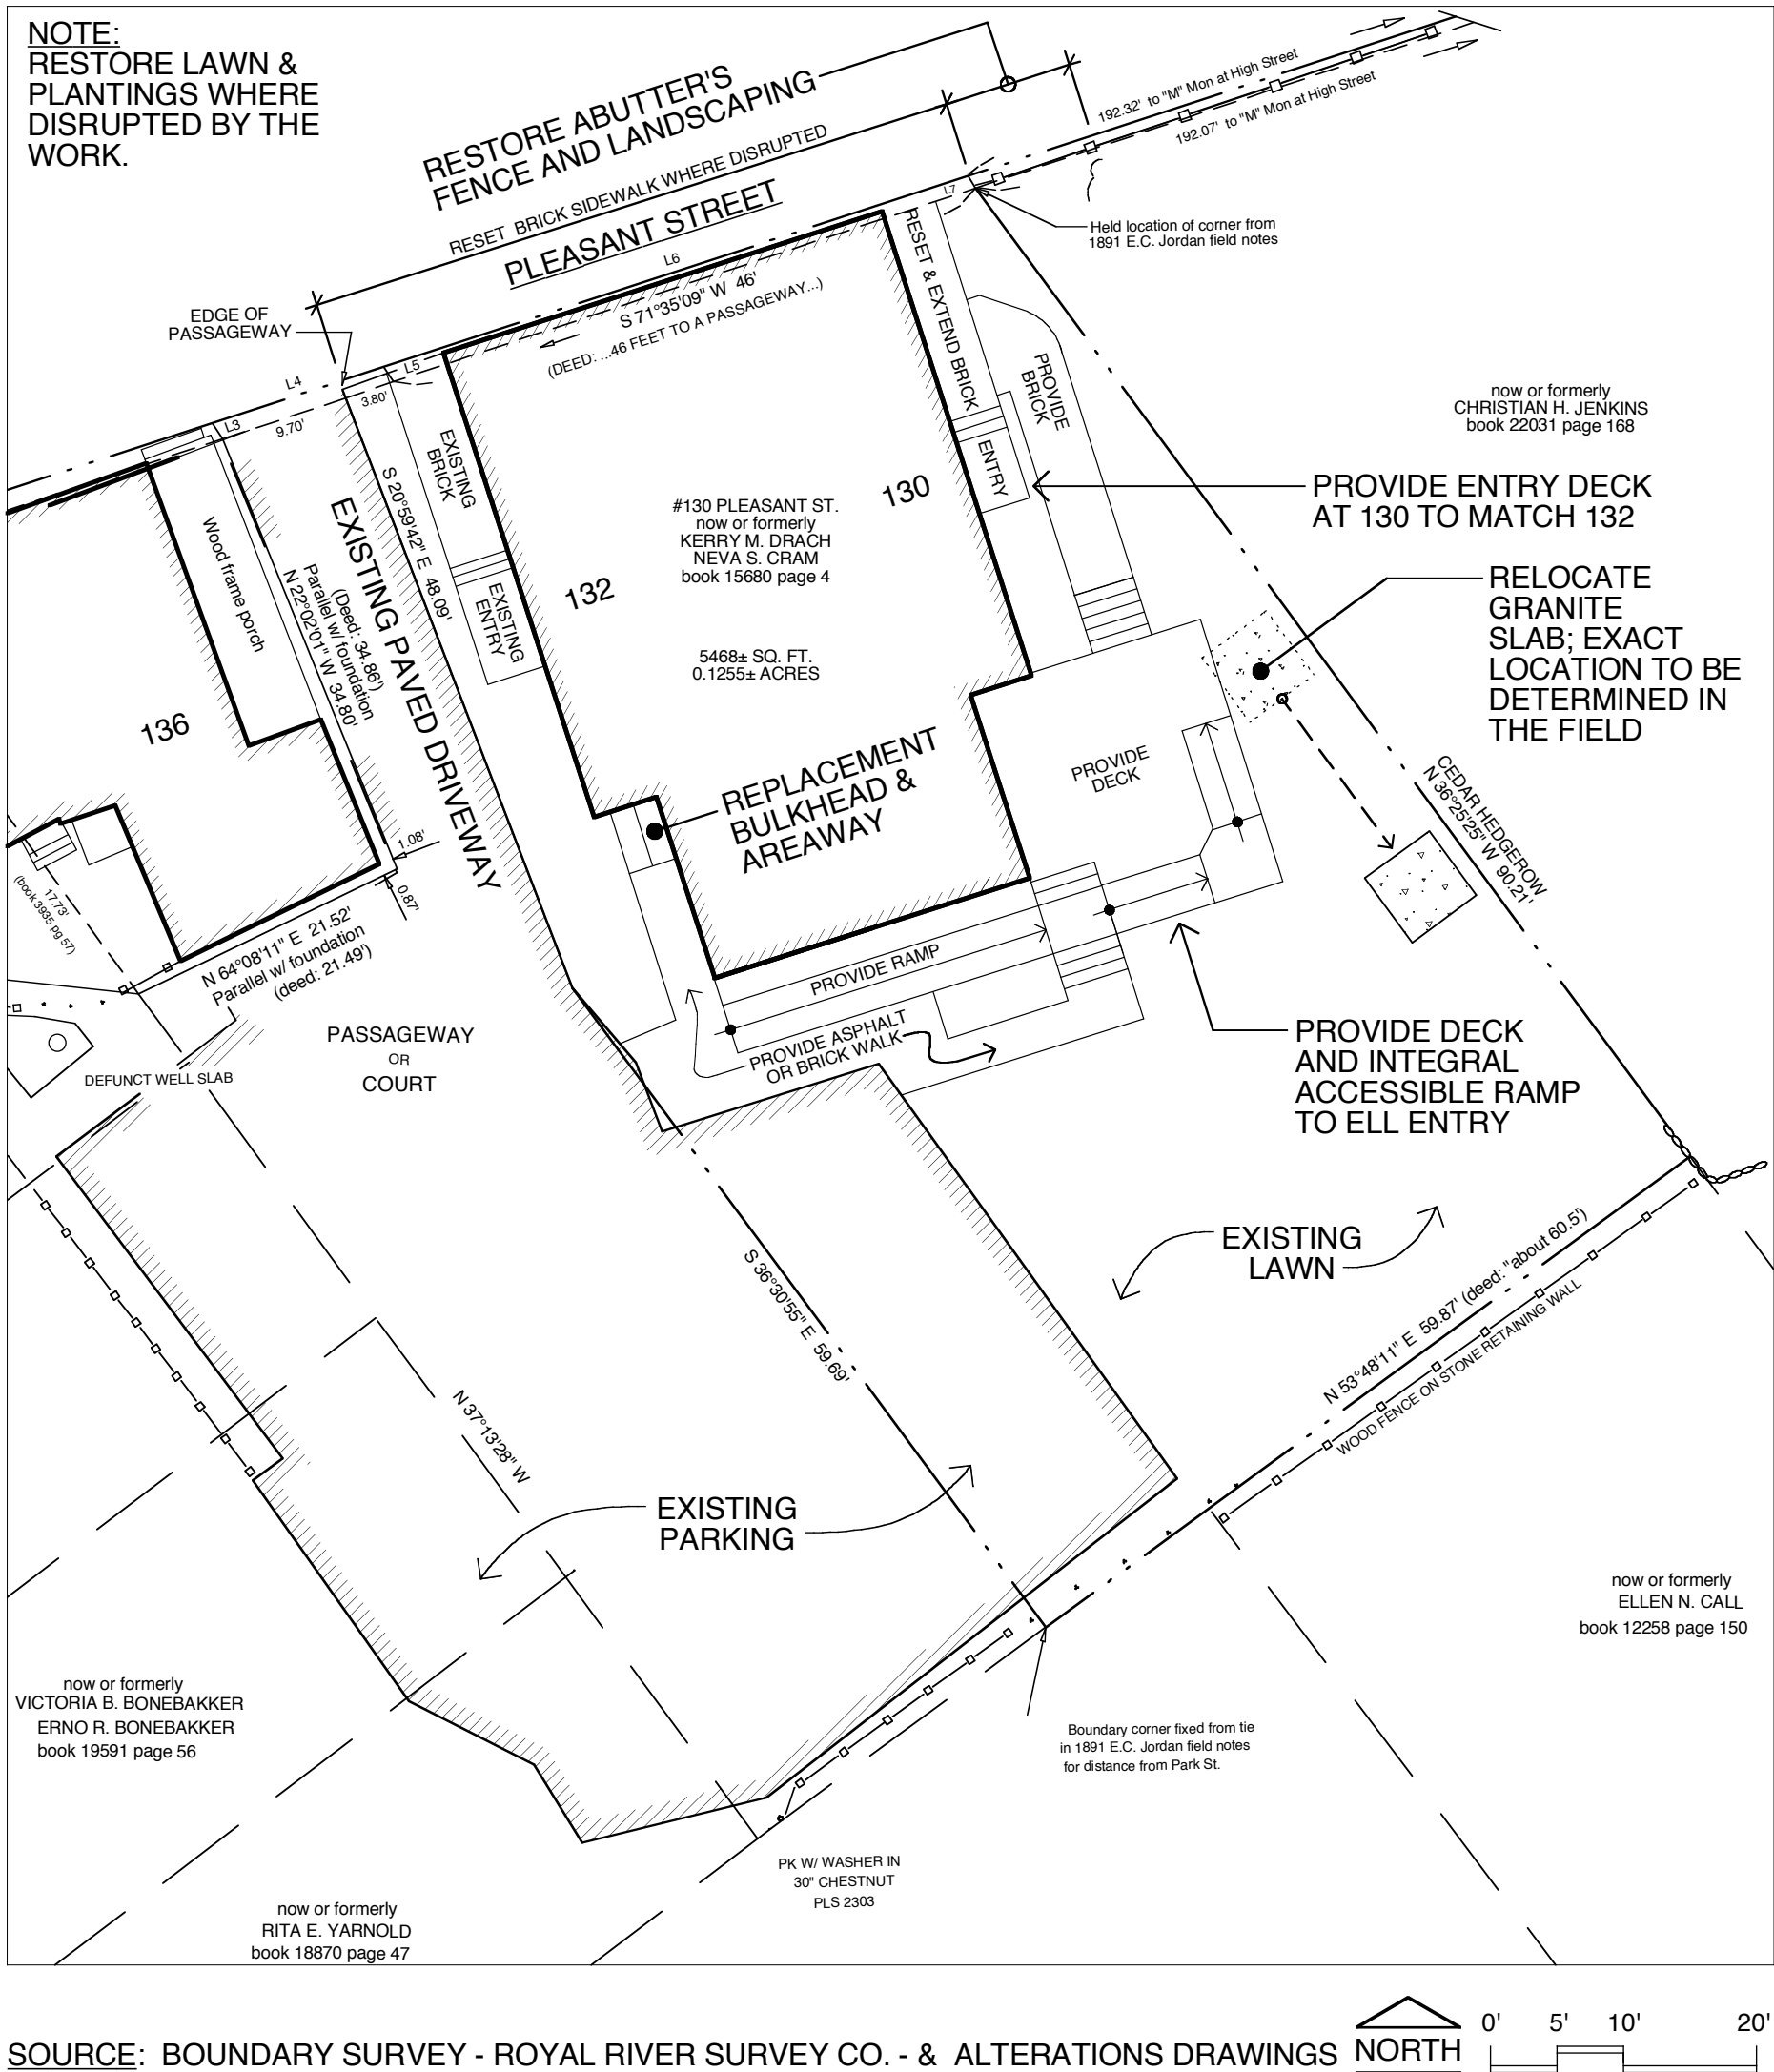 NOTE:
RESTORE LAWN &
PLANTINGS WHERE
DISRUPTED BY THE
WORK.
RESTORE ABUTTER'S
FENCE AND LANDSCAPING
RESET BRICK SIDEWALK WHERE DISRUPTED
PLEASANT STREET
192.32' to "M" Mon at High Street
192.07' to "M" Mon at High Street
L7
Held location of corner from
1891 E.C. Jordan field notes
L6
S 71°35'09" W 46'
(DEED: ...46 FEET TO A PASSAGEWAY...)
EDGE OF
PASSAGEWAY
L5
L4
L3
3.80'
9.70'
RESET & EXTEND BRICK
PROVIDE
BRICK
ENTRY
now or formerly
CHRISTIAN H. JENKINS
book 22031 page 168
PROVIDE ENTRY DECK
AT 130 TO MATCH 132
EXISTING
BRICK
S 20°59'42" E 48.09'
EXISTING PAVED DRIVEWAY
#130 PLEASANT ST.
now or formerly
KERRY M. DRACH
NEVA S. CRAM
book 15680 page 4
130
132
5468± SQ. FT.
0.1255± ACRES
EXISTING
ENTRY
Wood frame porch
(Deed: 34.86')
Parallel w/ foundation
N 22°02'01" W 34.80'
136
RELOCATE
GRANITE
SLAB; EXACT
LOCATION TO BE
DETERMINED IN
THE FIELD
REPLACEMENT
BULKHEAD &
AREAWAY
PROVIDE
DECK
CEDAR HEDGEROW
N 36°25'25" W 90.21'
1.08'
0.87'
17.73'
(book 3935 pg 57)
N 64°08'11" E 21.52'
Parallel w/ foundation
(deed: 21.49')
PROVIDE RAMP
PROVIDE ASPHALT
OR BRICK WALK
PROVIDE DECK
AND INTEGRAL
ACCESSIBLE RAMP
TO ELL ENTRY
PASSAGEWAY
OR
COURT
DEFUNCT WELL SLAB
EXISTING
LAWN
S 36°30'55" E 59.69'
N 53°48'11" E 59.87' (deed: "about 60.5')
WOOD FENCE ON STONE RETAINING WALL
N 37°13'28" W
EXISTING
PARKING
now or formerly
ELLEN N. CALL
book 12258 page 150
now or formerly
VICTORIA B. BONEBAKKER
ERNO R. BONEBAKKER
book 19591 page 56
Boundary corner fixed from tie
in 1891 E.C. Jordan field notes
for distance from Park St.
PK W/ WASHER IN
30" CHESTNUT
PLS 2303
now or formerly
RITA E. YARNOLD
book 18870 page 47
SOURCE: BOUNDARY SURVEY - ROYAL RIVER SURVEY CO. - & ALTERATIONS DRAWINGS
NORTH
0' 5' 10' 20'